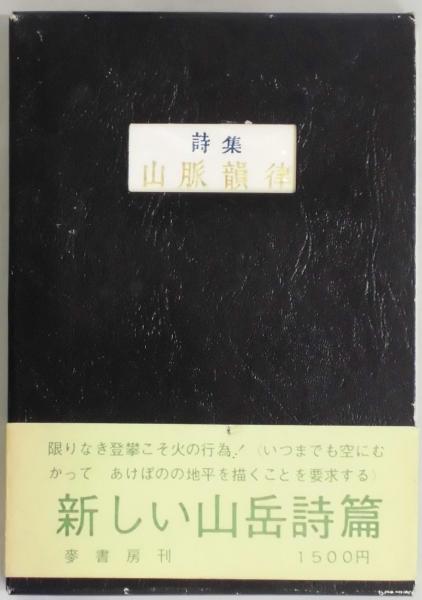 詩集
山脈韻律
限りなき登攀こそ火の行為!(いつまでも空にむ
かって あけぼのの地平を描くことを要求する)
新しい山岳詩篇
麥書房刊 1500円